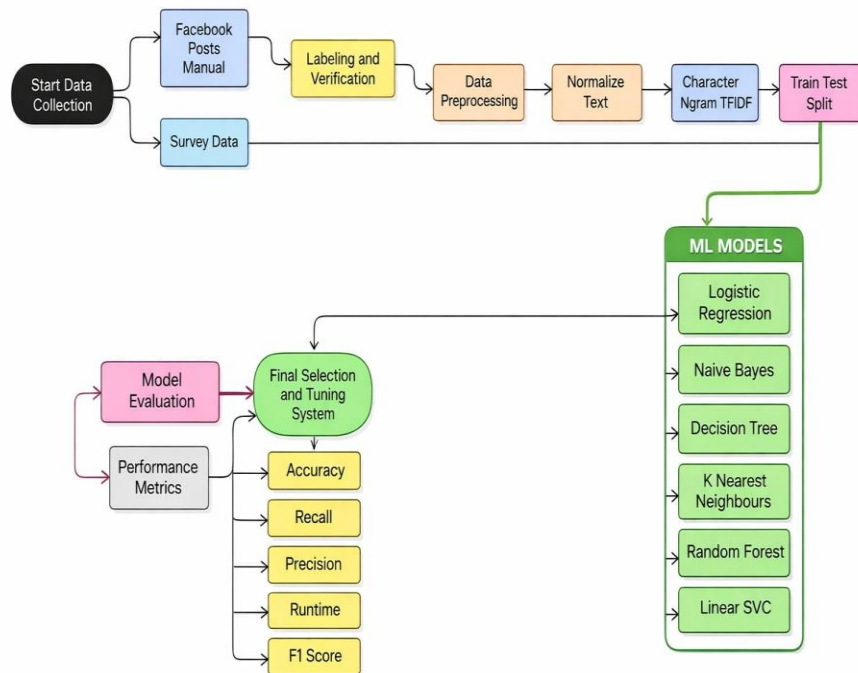 Start Data
Collection
Facebook
Posts
Manual
Survey Data
Labeling and
Verification
Data
Preprocessing
Normalize
Text
Character
Ngram TFIDF
Train Test
Split
ML MODELS
Logistic
Regression
Naive Bayes
Decision Tree
K Nearest
Neighbours
Random Forest
Linear SVC
Model
Evaluation
Performance
Metrics
Final Selection
and Tuning
System
Accuracy
Recall
Precision
Runtime
F1 Score